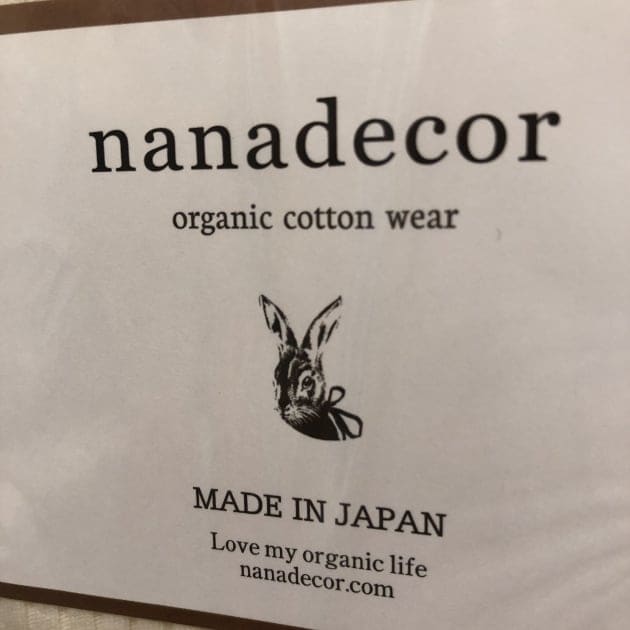 nanadecor
organic cotton wear
MADE IN JAPAN
Love my organic life
nanadecor.com